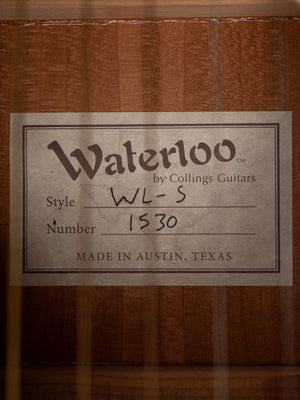 Waterloo™
by Collings Guitars
Style WL-S
Number 1530
MADE IN AUSTIN, TEXAS